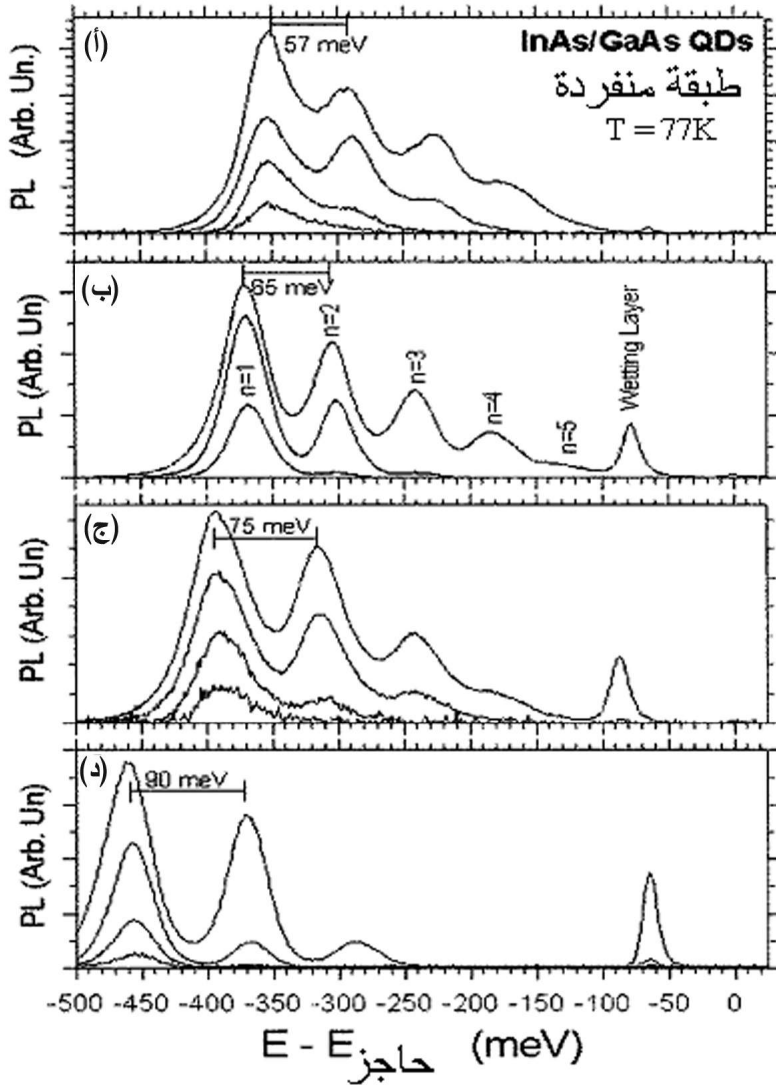 (أ)
57 meV
InAs/GaAs QDs
طبقة منفردة
T = 77K
PL (Arb. Un.)
(ب)
65 meV
n=1
n=2
n=3
n=4
n=5
Wetting Layer
PL (Arb. Un)
(ج)
75 meV
PL (Arb. Un)
(د)
90 meV
PL (Arb. Un)
-500 -450 -400 -350 -300 -250 -200 -150 -100 -50 0
E - E حاجز (meV)